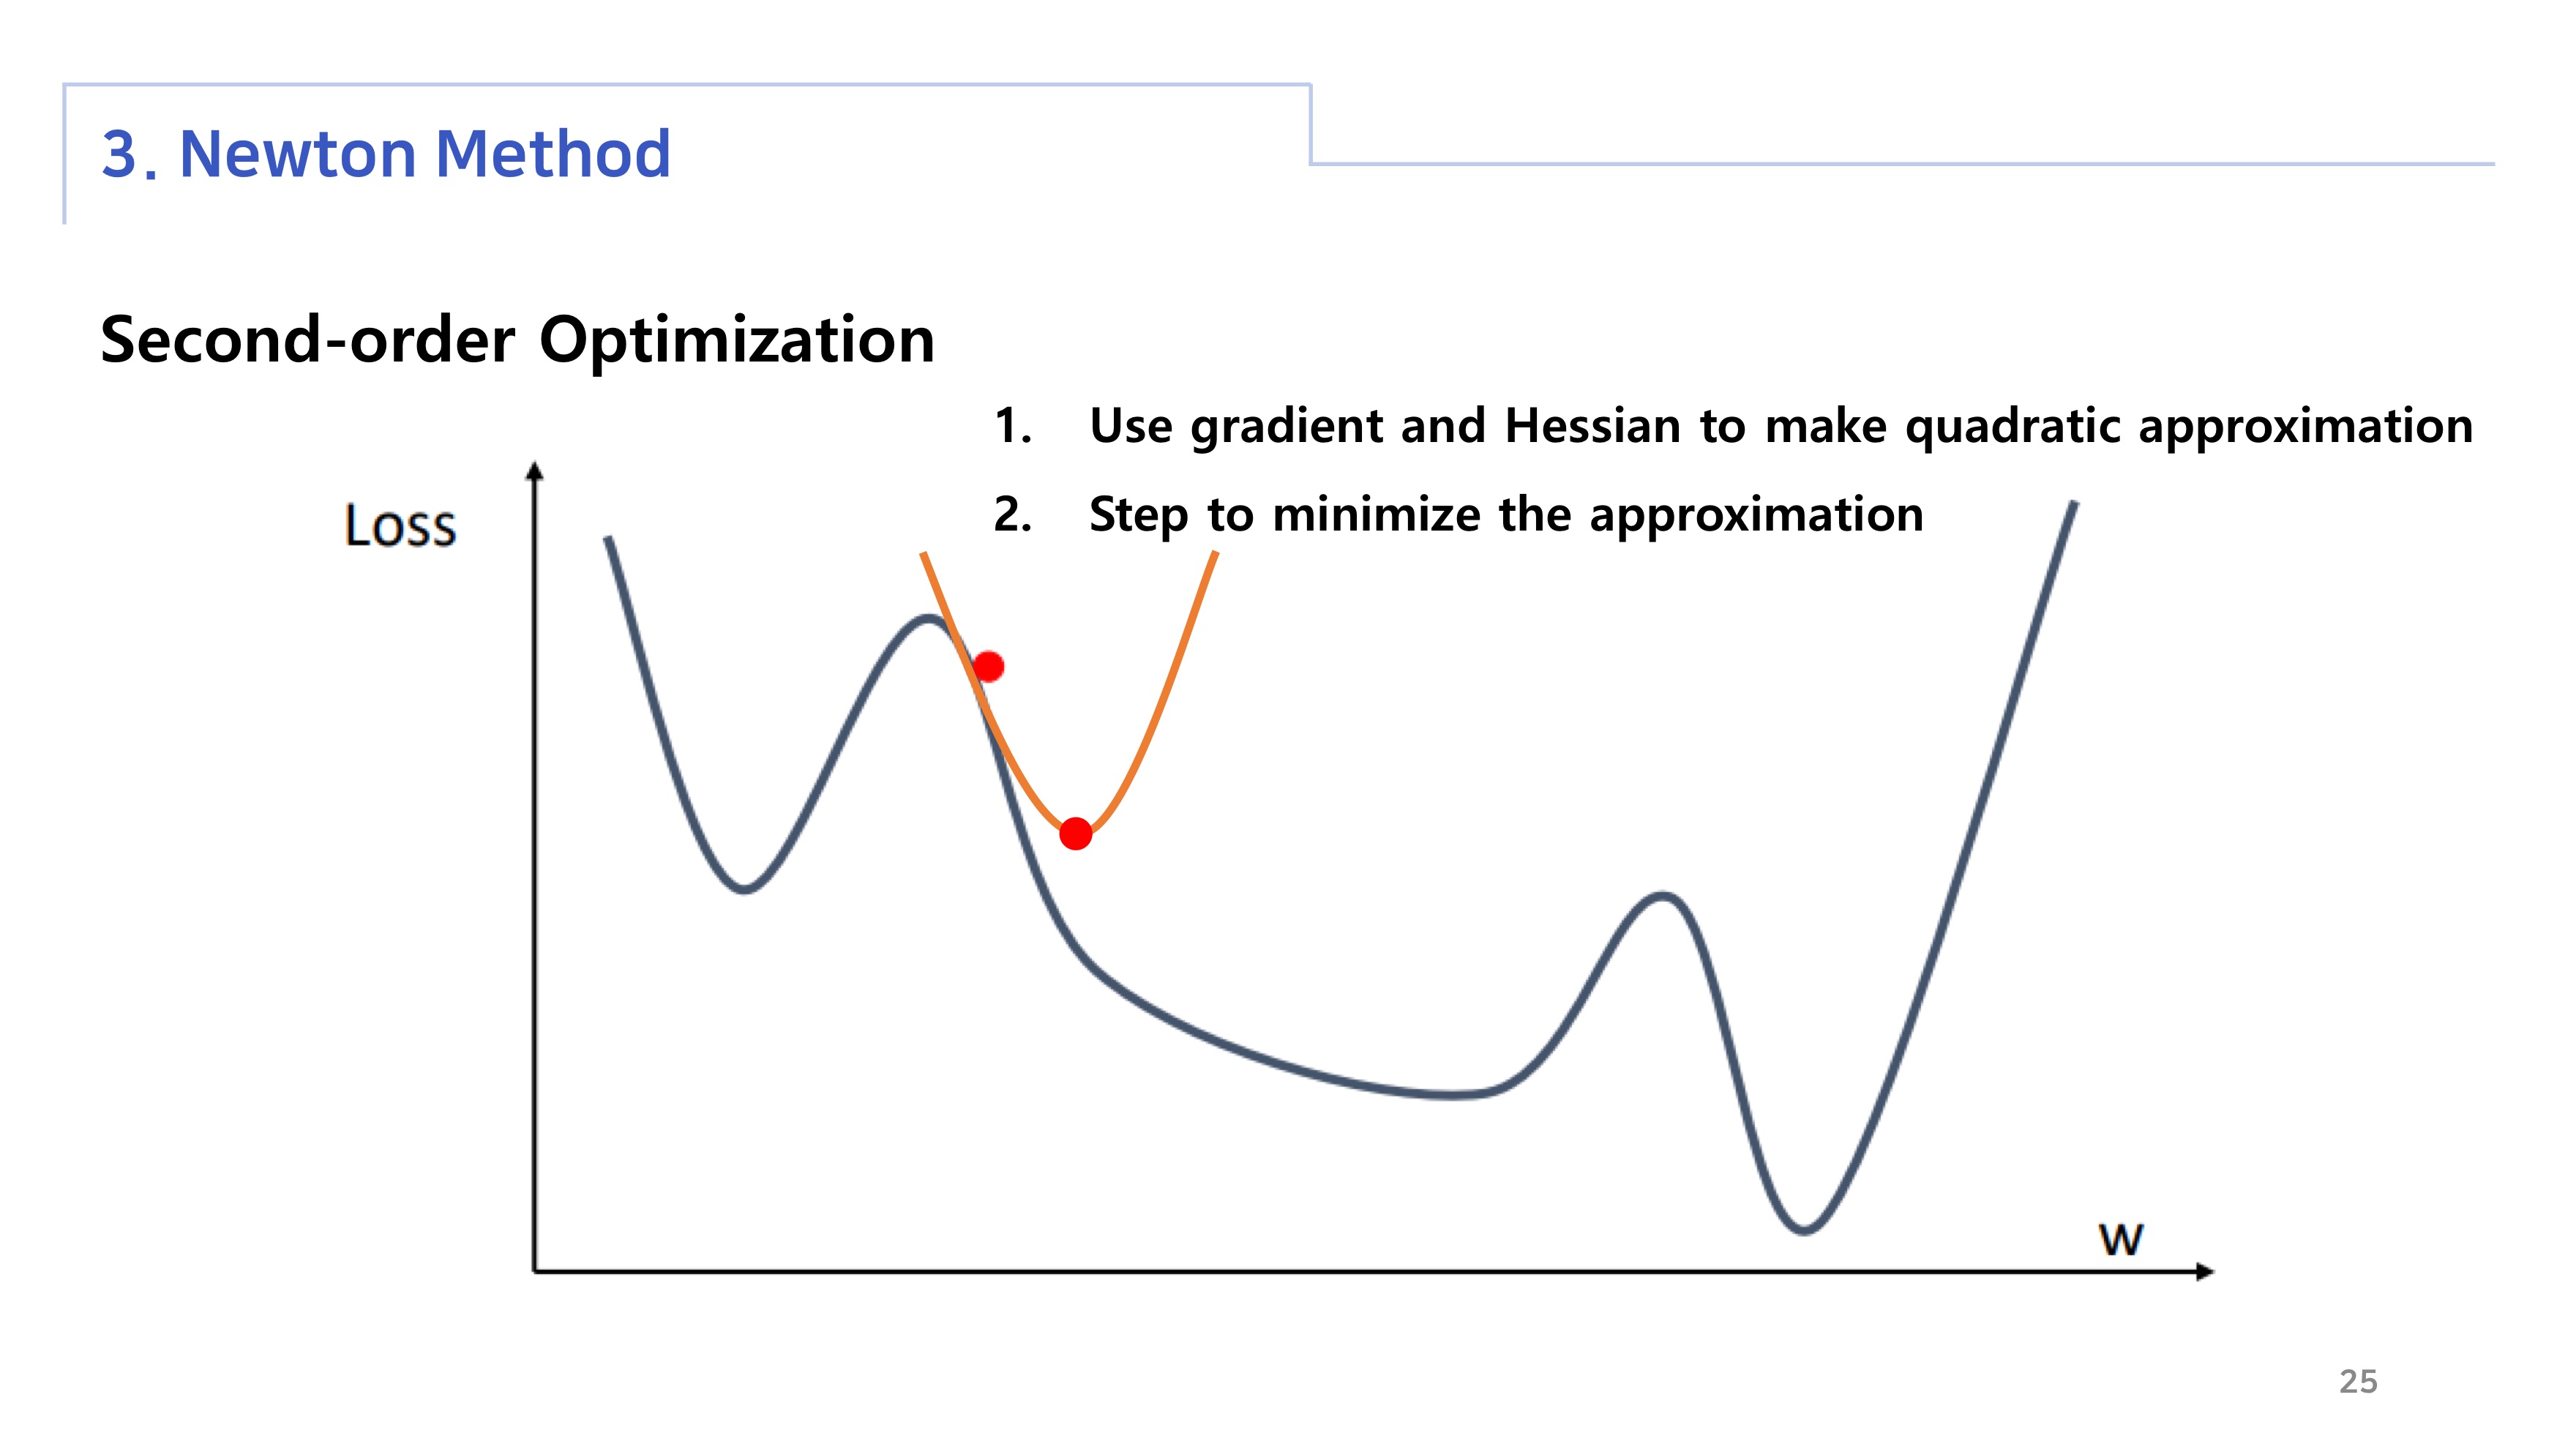 3. Newton Method
Second-order Optimization
1. Use gradient and Hessian to make quadratic approximation
2. Step to minimize the approximation
Loss
w
25